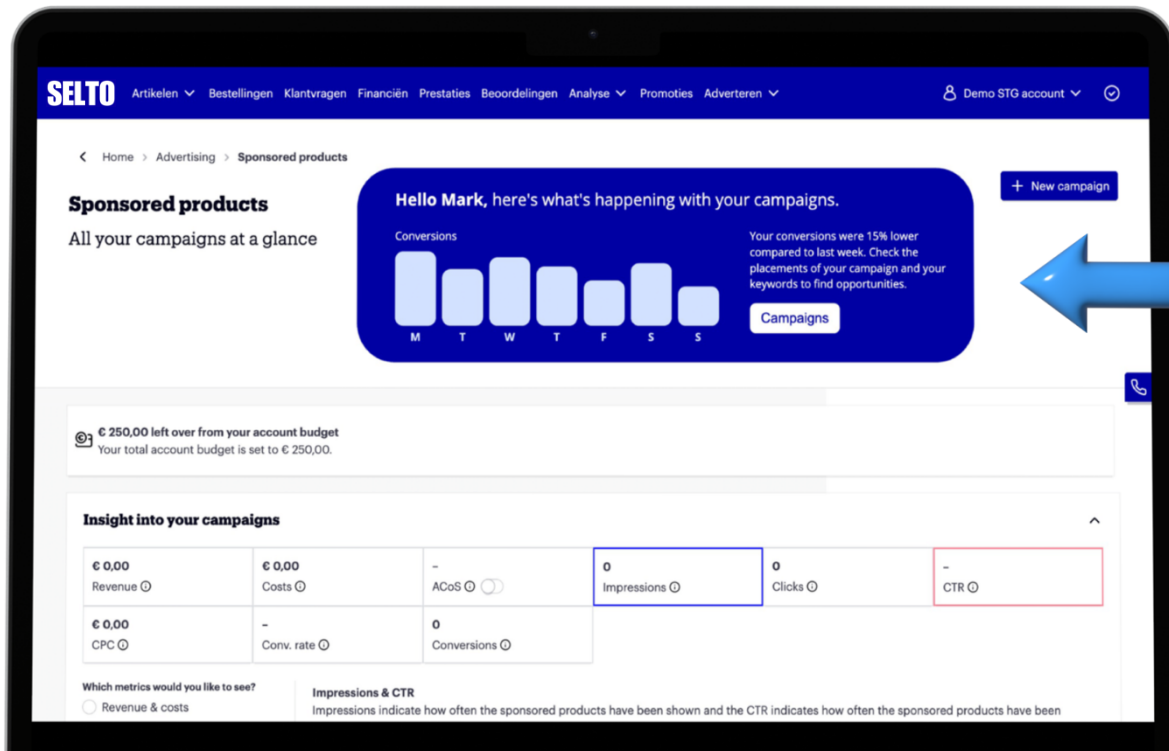 SELTO Artikelen Bestellingen Klantvragen Financiën Prestaties Beoordelingen Analyse Promoties Adverteren Demo STG account
Home > Advertising > Sponsored products
Sponsored products
All your campaigns at a glance
Hello Mark, here's what's happening with your campaigns.
Conversions
M T W T F S S
Your conversions were 15% lower
compared to last week. Check the
placements of your campaign and your
keywords to find opportunities.
Campaigns
+ New campaign
€ 250,00 left over from your account budget
Your total account budget is set to € 250,00.
Insight into your campaigns
€ 0,00
Revenue
€ 0,00
Costs
–
ACoS
0
Impressions
0
Clicks
–
CTR
€ 0,00
CPC
–
Conv. rate
0
Conversions
Which metrics would you like to see?
Revenue & costs
Impressions & CTR
Impressions indicate how often the sponsored products have been shown and the CTR indicates how often the sponsored products have been